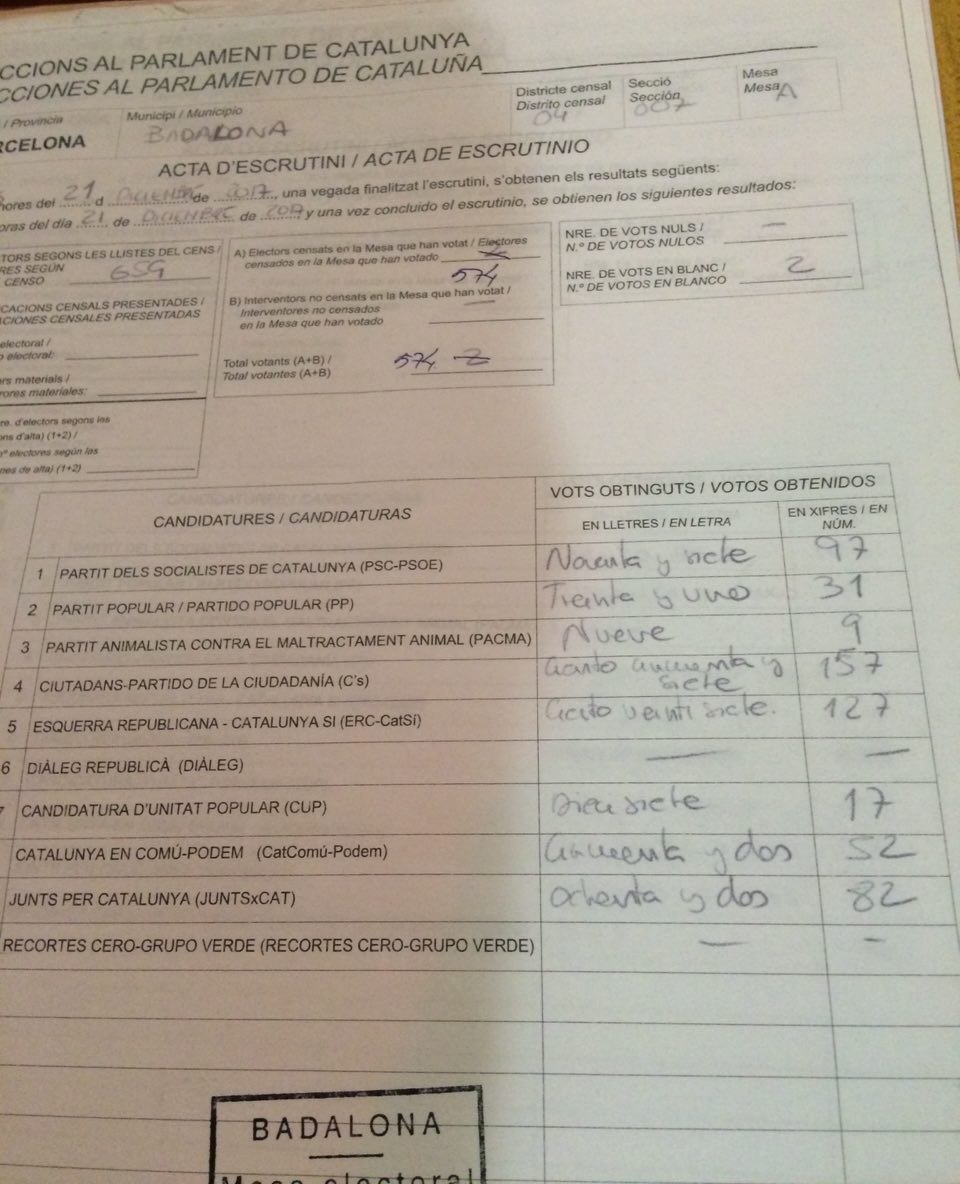 CCIONS AL PARLAMENT DE CATALUNYA
CCIONES AL PARLAMENTO DE CATALUÑA
/ Provincia
RCELONA
Municipi / Municipio
BADALONA
Districte censal
Distrito censal
04
Secció
Sección
007
Mesa
Mesa A
ACTA D'ESCRUTINI / ACTA DE ESCRUTINIO
hores del 21 d DICIEMBRE de 2017, una vegada finalitzat l'escrutini, s'obtenen els resultats següents:
oras del día 21 de DICIEMBRE de 2017 y una vez concluido el escrutinio, se obtienen los siguientes resultados:
TORS SEGONS LES LLISTES DEL CENS /
RES SEGÚN
CENSO 659
CACIONS CENSALS PRESENTADES /
ACIONES CENSALES PRESENTADAS
electoral /
o electoral:
rs materials /
rores materiales:
re. d'electors segons les
ons d'alta) (1+2) /
nº electores según las
nes de alta) (1+2)
A) Electors censats en la Mesa que han votat / Electores
censados en la Mesa que han votado
574
B) Interventors no censats en la Mesa que han votat /
Interventores no censados
en la Mesa que han votado —
Total votants (A+B) /
Total votantes (A+B) 574 2
NRE. DE VOTS NULS /
N.º DE VOTOS NULOS —
NRE. DE VOTS EN BLANC /
N.º DE VOTOS EN BLANCO 2
CANDIDATURES / CANDIDATURAS
VOTS OBTINGUTS / VOTOS OBTENIDOS
EN LLETRES / EN LETRA
EN XIFRES / EN
NÚM.
1 PARTIT DELS SOCIALISTES DE CATALUNYA (PSC-PSOE) Noventa y siete 97
2 PARTIT POPULAR / PARTIDO POPULAR (PP) Treinta y uno 31
3 PARTIT ANIMALISTA CONTRA EL MALTRACTAMENT ANIMAL (PACMA) Nueve 9
4 CIUTADANS-PARTIDO DE LA CIUDADANÍA (C's) Ciento cincuenta y siete 157
5 ESQUERRA REPUBLICANA - CATALUNYA SI (ERC-CatSí) Ciento veintisiete. 127
6 DIÀLEG REPUBLICÀ (DIÀLEG) — —
7 CANDIDATURA D'UNITAT POPULAR (CUP) Diecisiete 17
CATALUNYA EN COMÚ-PODEM (CatComú-Podem) Cincuenta y dos 52
JUNTS PER CATALUNYA (JUNTSxCAT) Ochenta y dos 82
RECORTES CERO-GRUPO VERDE (RECORTES CERO-GRUPO VERDE) — —
BADALONA
Mesa electoral